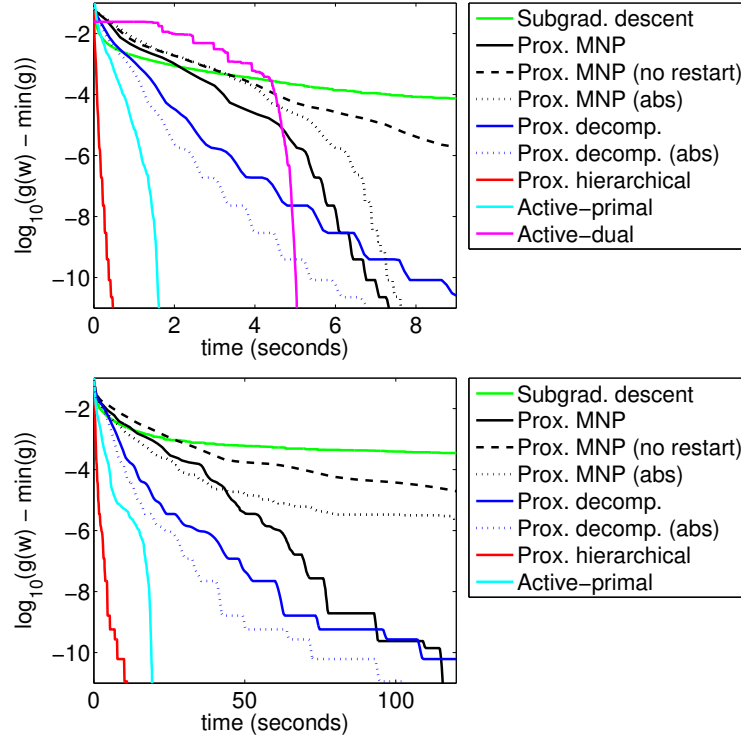 log10(g(w) − min(g))
−2
−4
−6
−8
−10
0
2
4
6
8
time (seconds)
Subgrad. descent
Prox. MNP
Prox. MNP (no restart)
Prox. MNP (abs)
Prox. decomp.
Prox. decomp. (abs)
Prox. hierarchical
Active−primal
Active−dual
log10(g(w) − min(g))
−2
−4
−6
−8
−10
0
50
100
time (seconds)
Subgrad. descent
Prox. MNP
Prox. MNP (no restart)
Prox. MNP (abs)
Prox. decomp.
Prox. decomp. (abs)
Prox. hierarchical
Active−primal